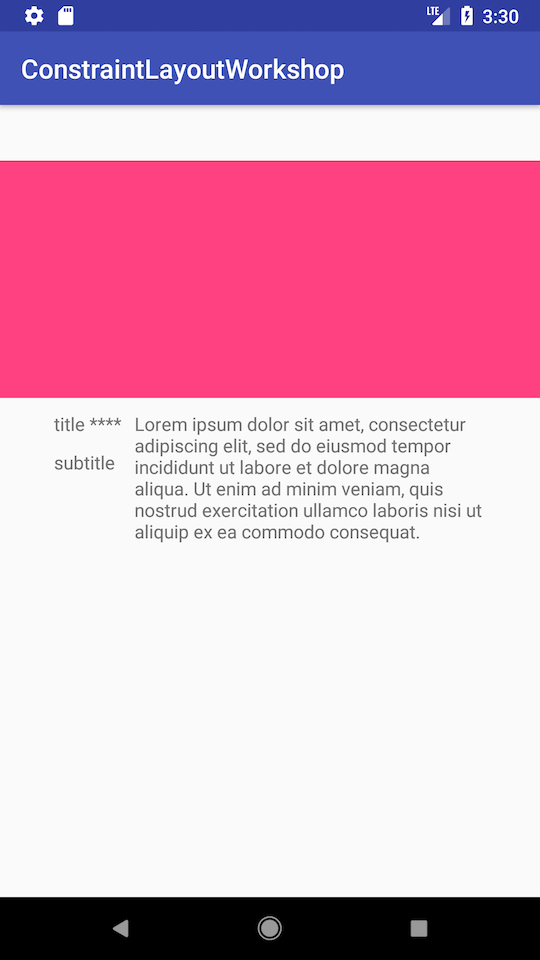 LTE
3:30
ConstraintLayoutWorkshop
title ****
subtitle
Lorem ipsum dolor sit amet, consectetur
adipiscing elit, sed do eiusmod tempor
incididunt ut labore et dolore magna
aliqua. Ut enim ad minim veniam, quis
nostrud exercitation ullamco laboris nisi ut
aliquip ex ea commodo consequat.